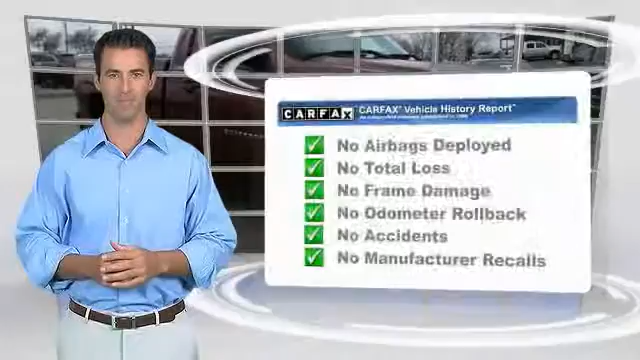 CARFAX CARFAX Vehicle History Report™
No Airbags Deployed
No Total Loss
No Frame Damage
No Odometer Rollback
No Accidents
No Manufacturer Recalls